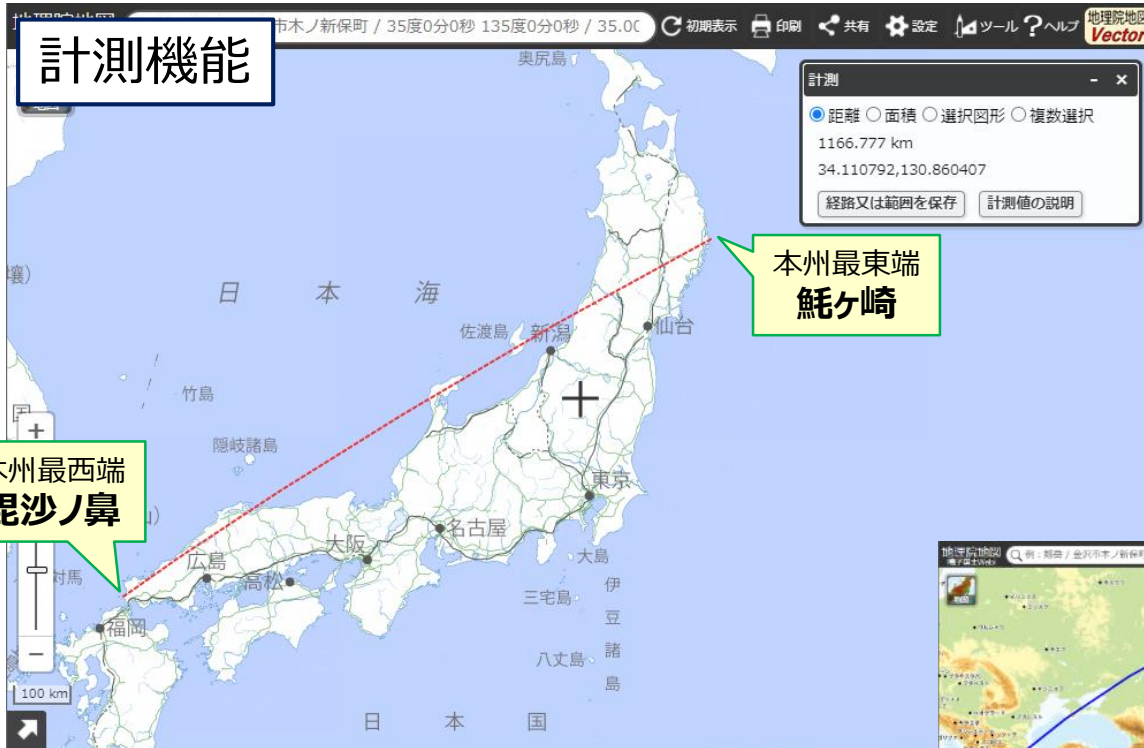 計測機能
市木ノ新保町 / 35度0分0秒 135度0分0秒 / 35.00
初期表示
印刷
共有
設定
ツール
?ヘルプ
地理院地図
Vector
計測
- ×
距離 面積 選択図形 複数選択
1166.777 km
34.110792,130.860407
経路又は範囲を保存
計測値の説明
奥尻島
本州最東端
魹ヶ崎
日本海
佐渡島
新潟
仙台
竹島
隠岐諸島
+
本州最西端
毘沙ノ鼻
東京
名古屋
大阪
広島
高松
対馬
福岡
大島
三宅島
伊豆諸島
八丈島
-
100 km
日本国
地理院地図